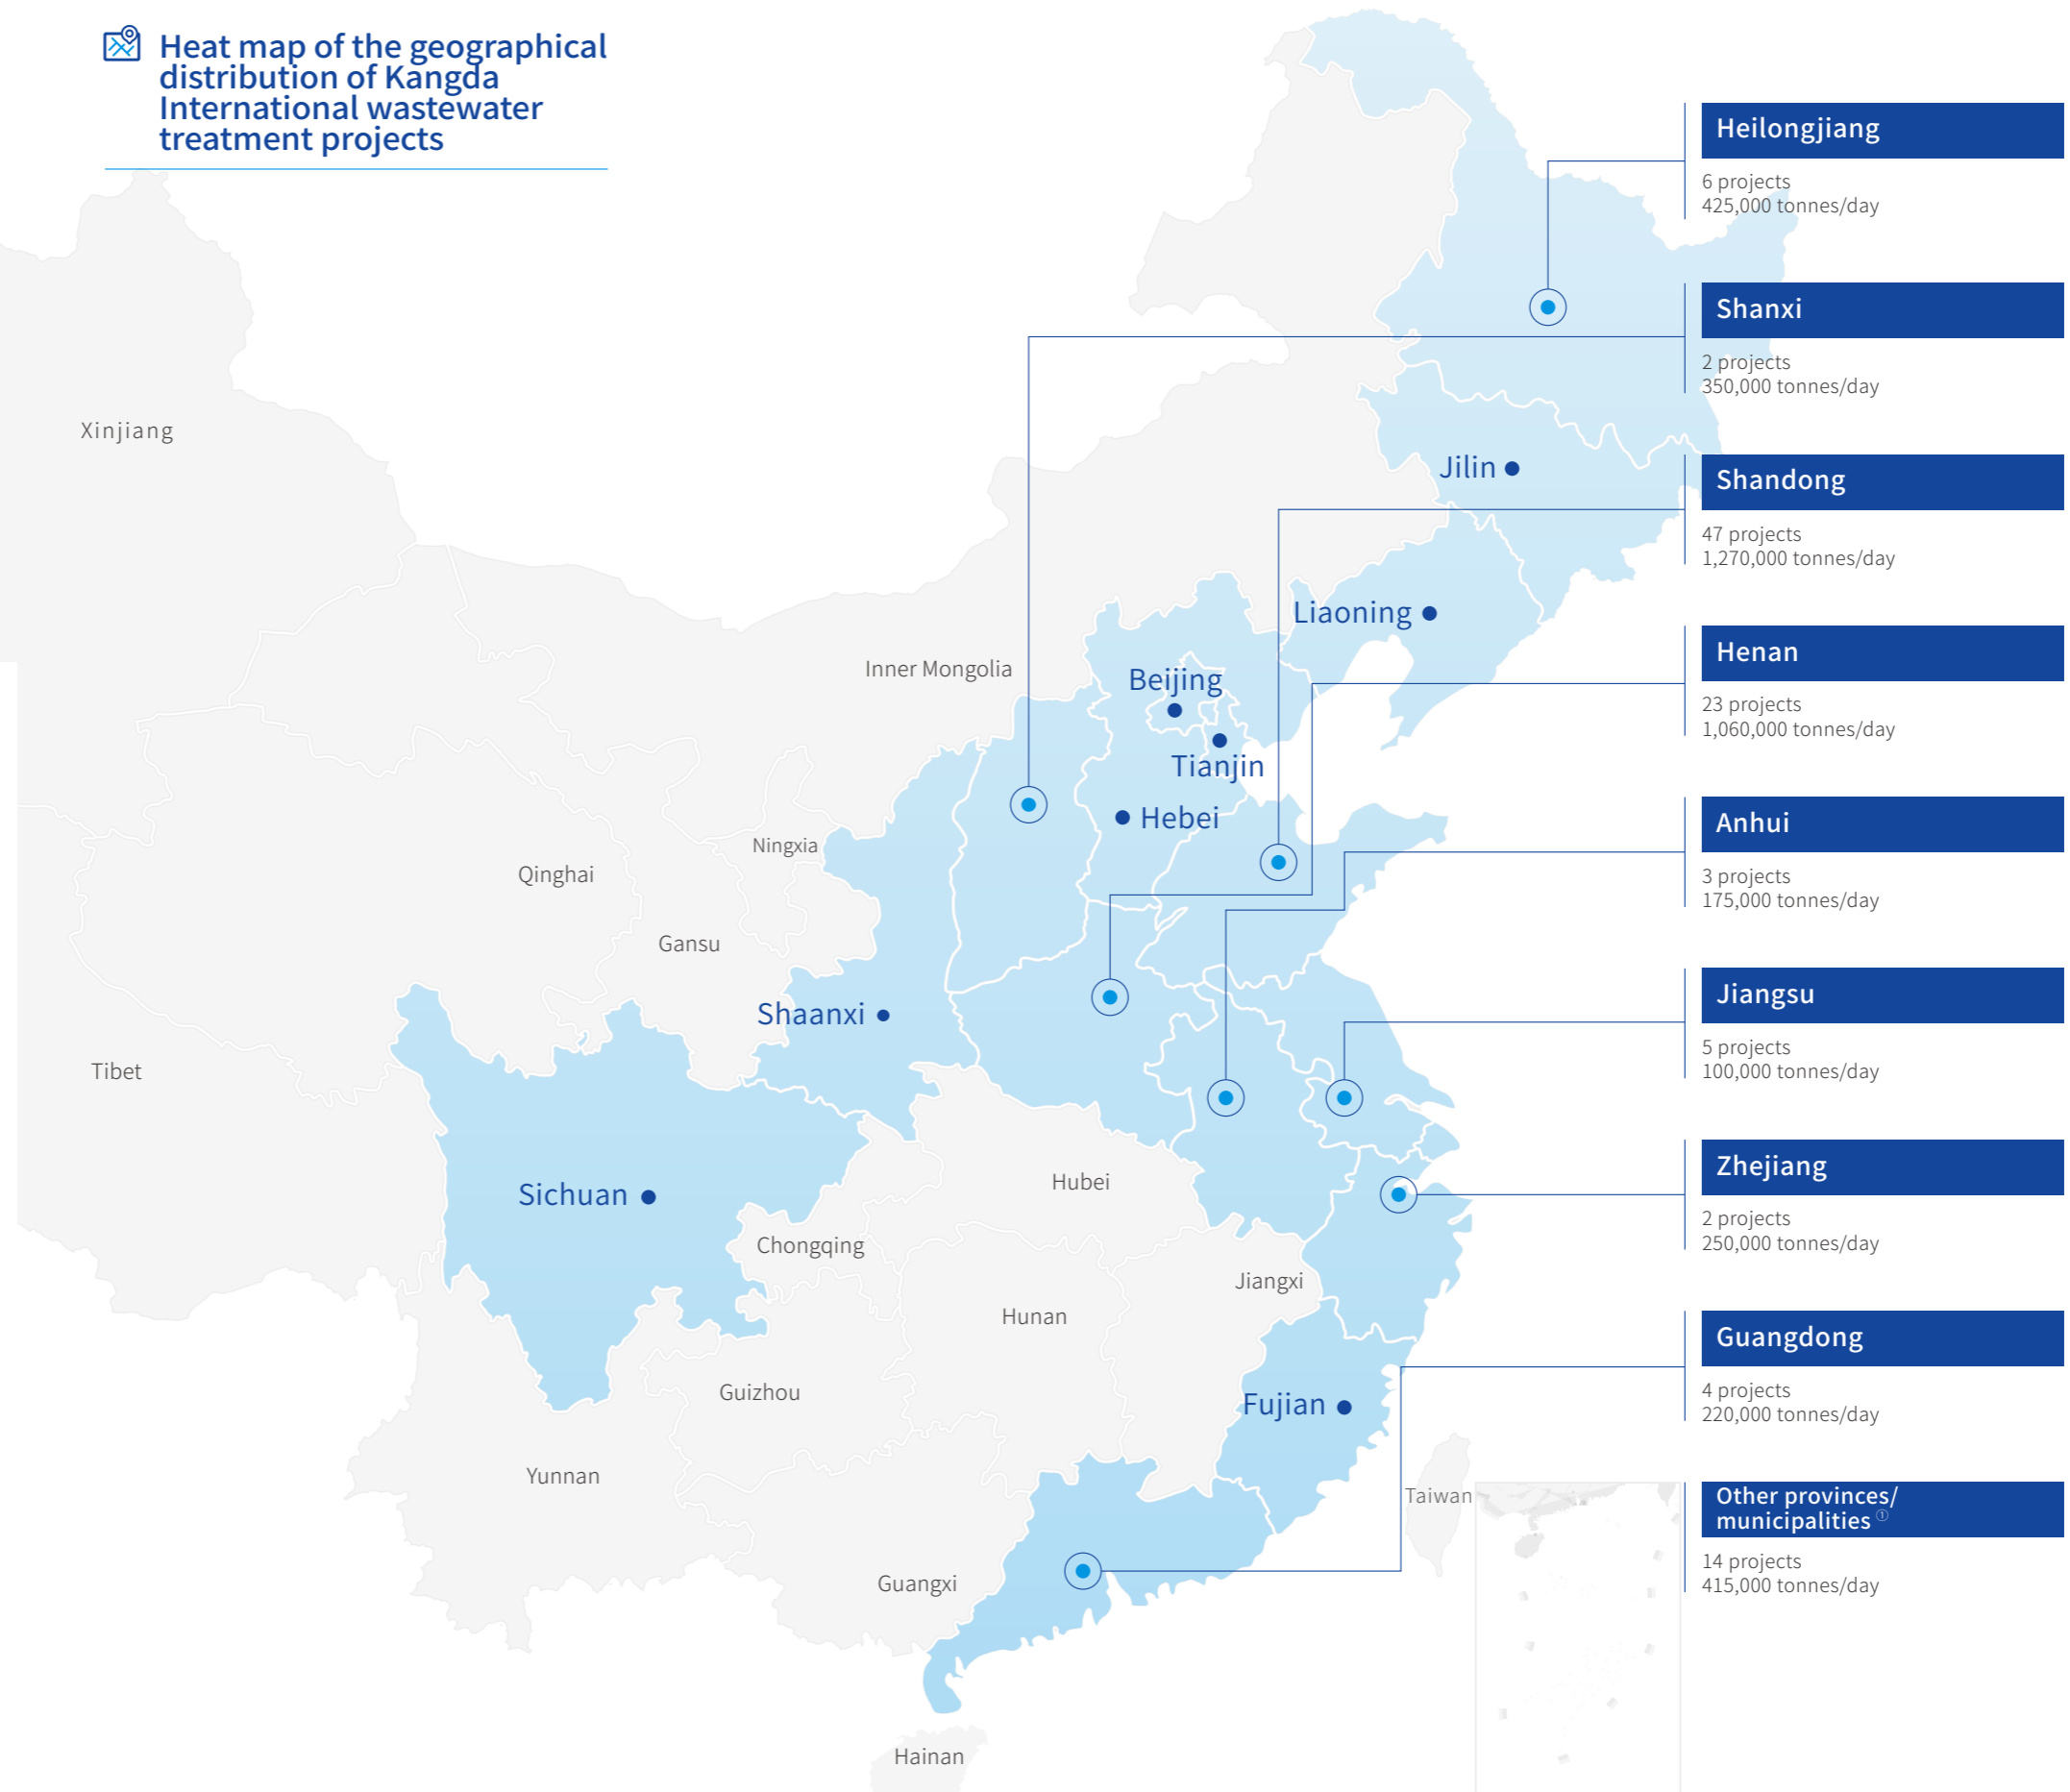 Heat map of the geographical
distribution of Kangda
International wastewater
treatment projects
Heilongjiang
6 projects
425,000 tonnes/day
Shanxi
2 projects
350,000 tonnes/day
Shandong
47 projects
1,270,000 tonnes/day
Henan
23 projects
1,060,000 tonnes/day
Anhui
3 projects
175,000 tonnes/day
Jiangsu
5 projects
100,000 tonnes/day
Zhejiang
2 projects
250,000 tonnes/day
Guangdong
4 projects
220,000 tonnes/day
Other provinces/
municipalities ①
14 projects
415,000 tonnes/day
Xinjiang
Jilin
Liaoning
Inner Mongolia
Beijing
Tianjin
Hebei
Ningxia
Qinghai
Gansu
Shaanxi
Tibet
Sichuan
Hubei
Chongqing
Jiangxi
Hunan
Guizhou
Fujian
Yunnan
Taiwan
Guangxi
Hainan